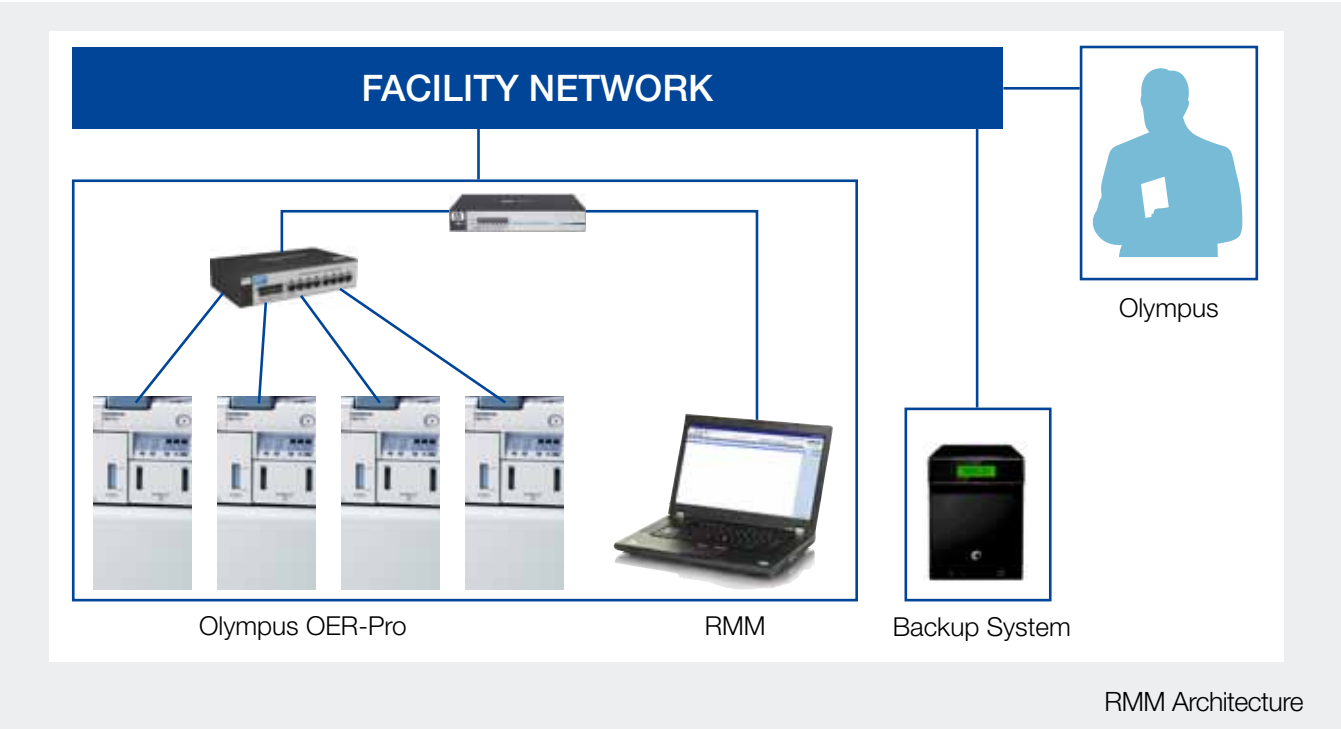 FACILITY NETWORK
Olympus
Olympus OER-Pro
RMM
Backup System
RMM Architecture